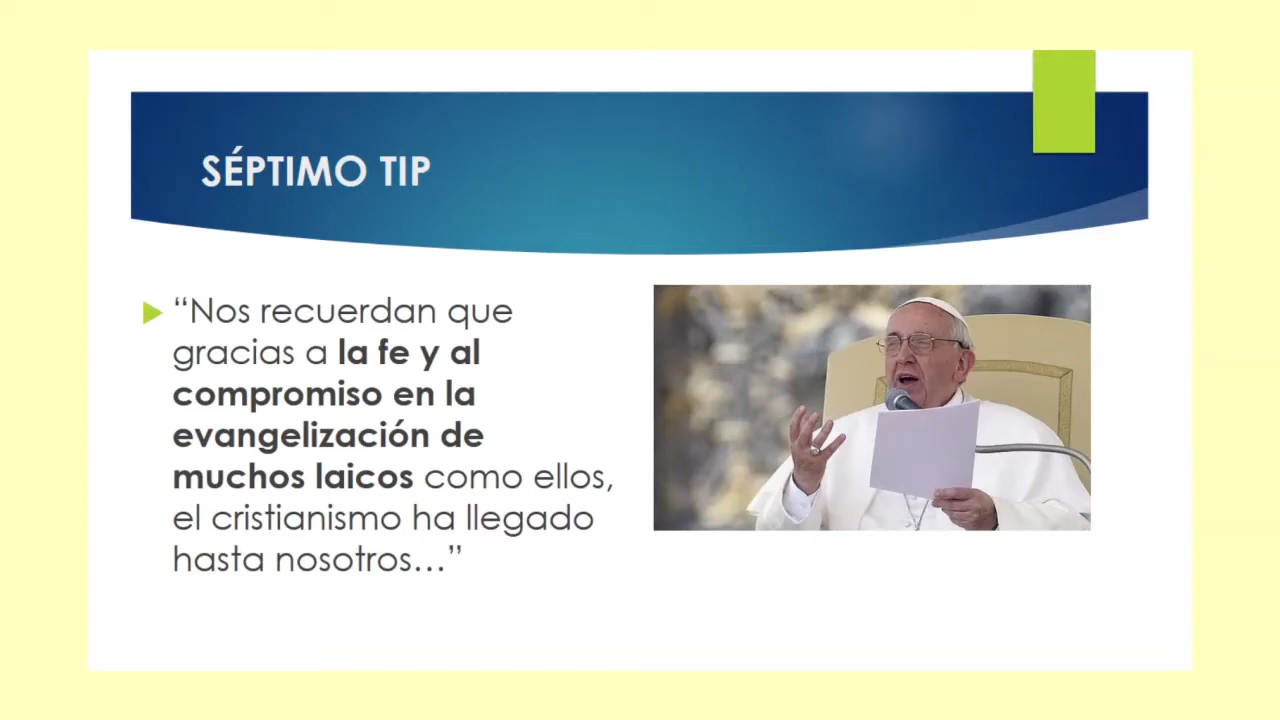 SÉPTIMO TIP
“Nos recuerdan que
gracias a la fe y al
compromiso en la
evangelización de
muchos laicos como ellos,
el cristianismo ha llegado
hasta nosotros…”